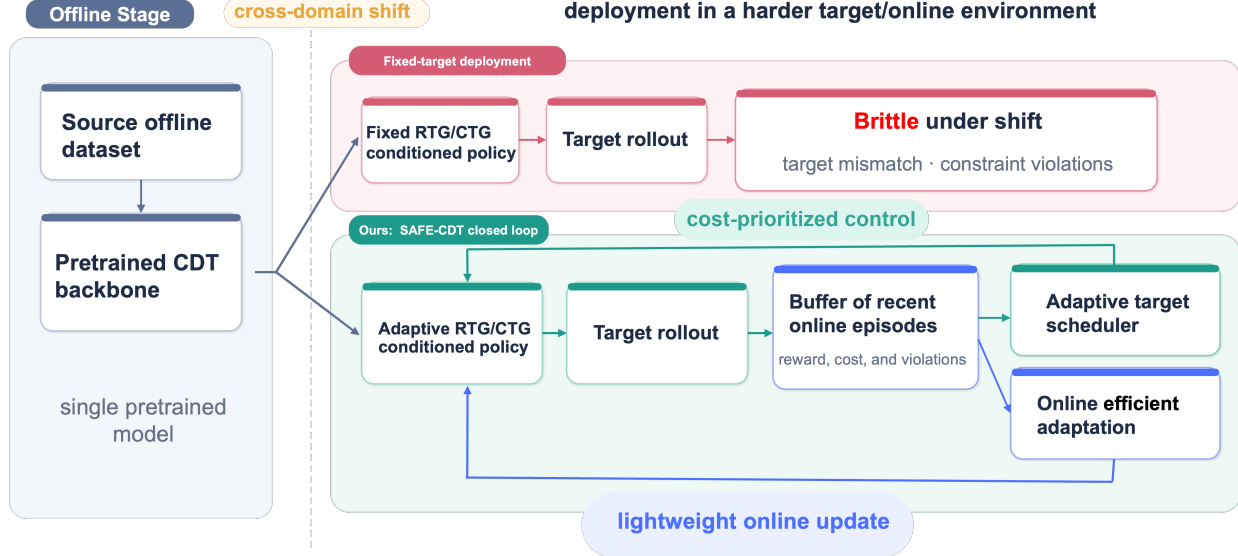 Offline Stage
cross-domain shift
deployment in a harder target/online environment
Source offline
dataset
Pretrained CDT
backbone
single pretrained
model
Fixed-target deployment
Fixed RTG/CTG
conditioned policy
Target rollout
Brittle under shift
target mismatch · constraint violations
cost-prioritized control
Ours: SAFE-CDT closed loop
Adaptive RTG/CTG
conditioned policy
Target rollout
Buffer of recent
online episodes
reward, cost, and violations
Adaptive target
scheduler
Online efficient
adaptation
lightweight online update